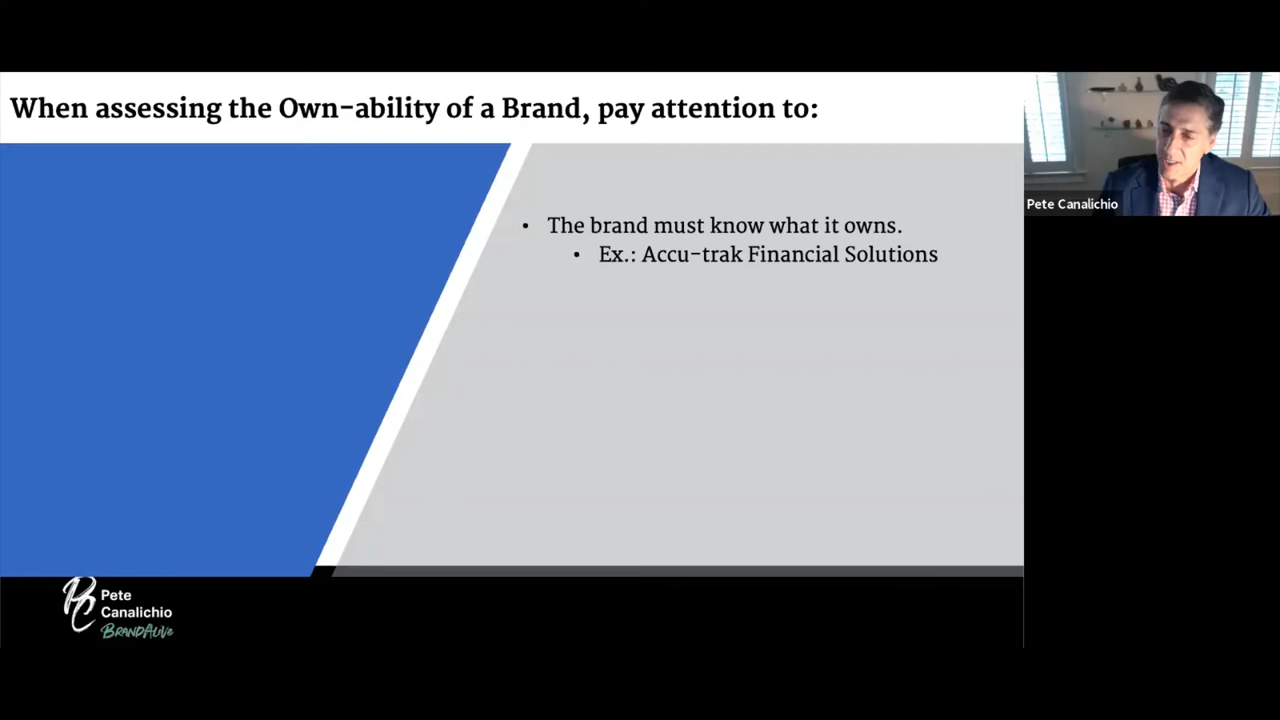 When assessing the Own-ability of a Brand, pay attention to:
• The brand must know what it owns.
• Ex.: Accu-trak Financial Solutions
Pete Canalichio
PC
Pete
Canalichio
BRANDALIVE